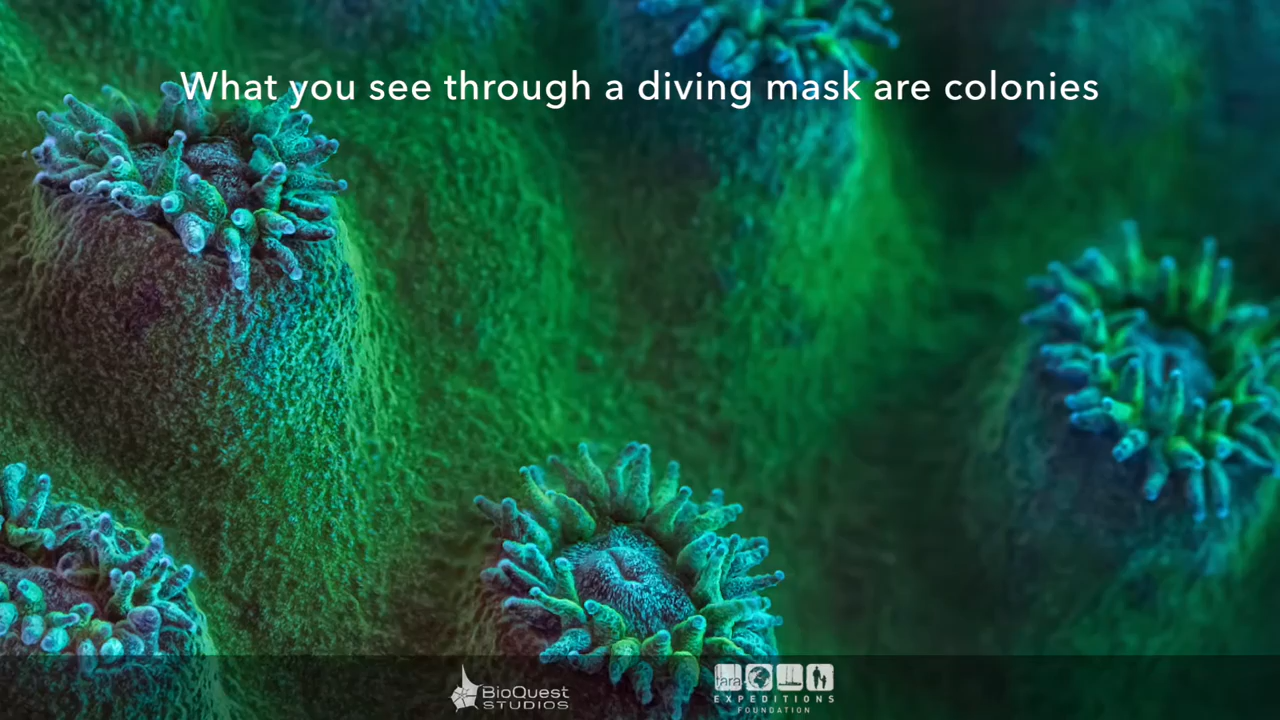 What you see through a diving mask are colonies
BioQuest
STUDIOS
tara
EXPEDITIONS
FOUNDATION